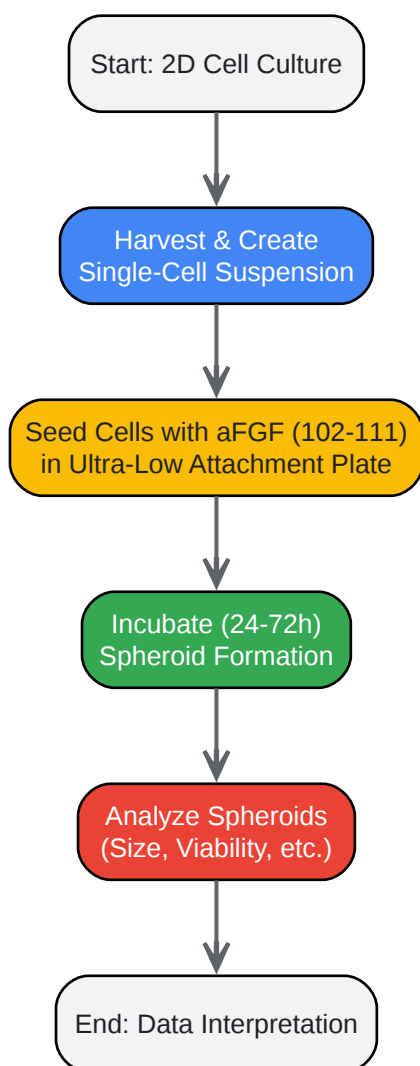 Start: 2D Cell Culture
Harvest & Create
Single-Cell Suspension
Seed Cells with aFGF (102-111)
in Ultra-Low Attachment Plate
Incubate (24-72h)
Spheroid Formation
Analyze Spheroids
(Size, Viability, etc.)
End: Data Interpretation